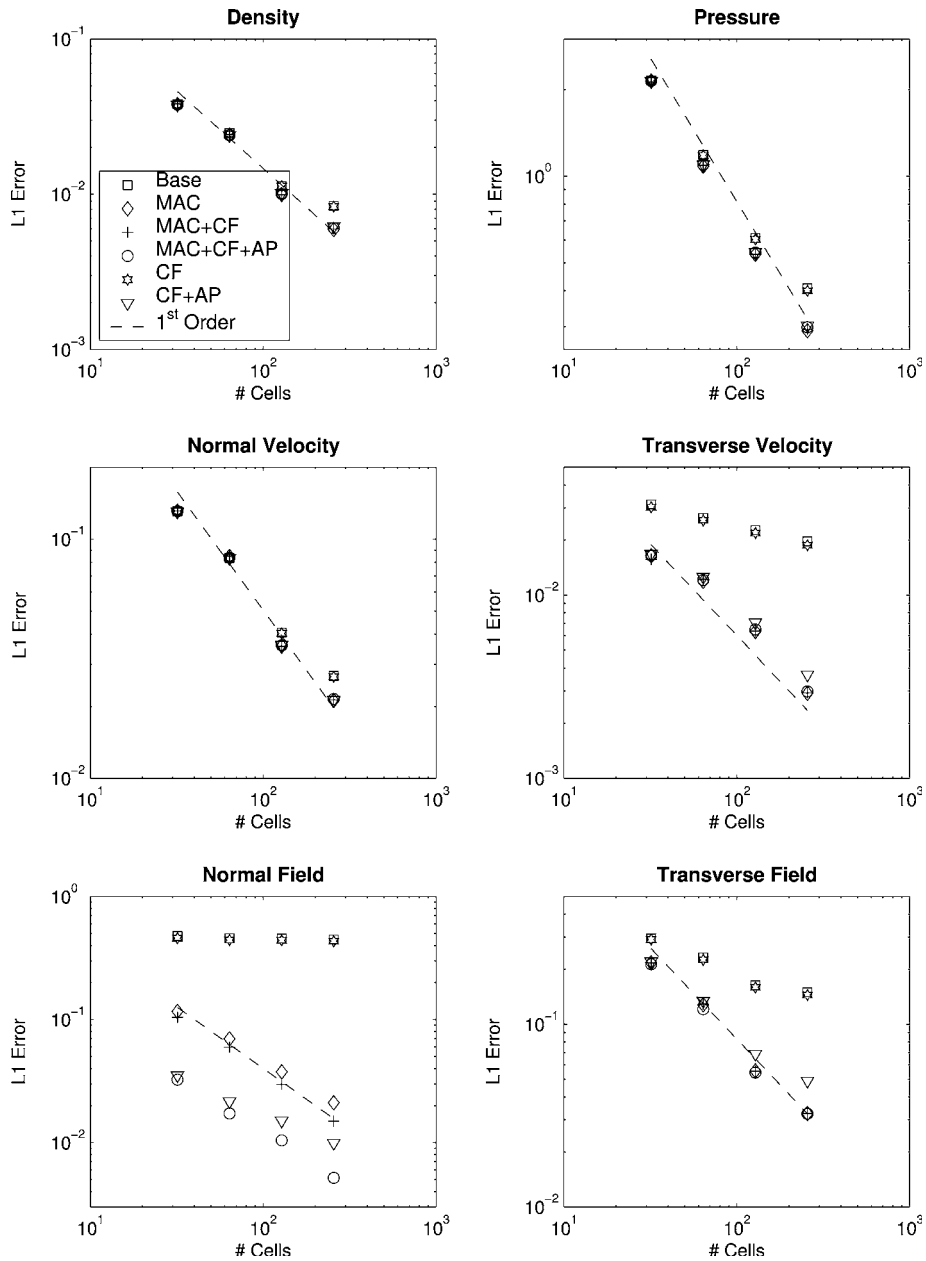 Density
10^-1
10^-2
10^-3
L1 Error
Base
MAC
MAC+CF
MAC+CF+AP
CF
CF+AP
1st Order
10^1
10^2
10^3
# Cells
Pressure
10^0
L1 Error
10^1
10^2
10^3
# Cells
Normal Velocity
10^-1
10^-2
L1 Error
10^1
10^2
10^3
# Cells
Transverse Velocity
10^-2
10^-3
L1 Error
10^1
10^2
10^3
# Cells
Normal Field
10^0
10^-1
10^-2
L1 Error
10^1
10^2
10^3
# Cells
Transverse Field
10^-1
10^-2
L1 Error
10^1
10^2
10^3
# Cells